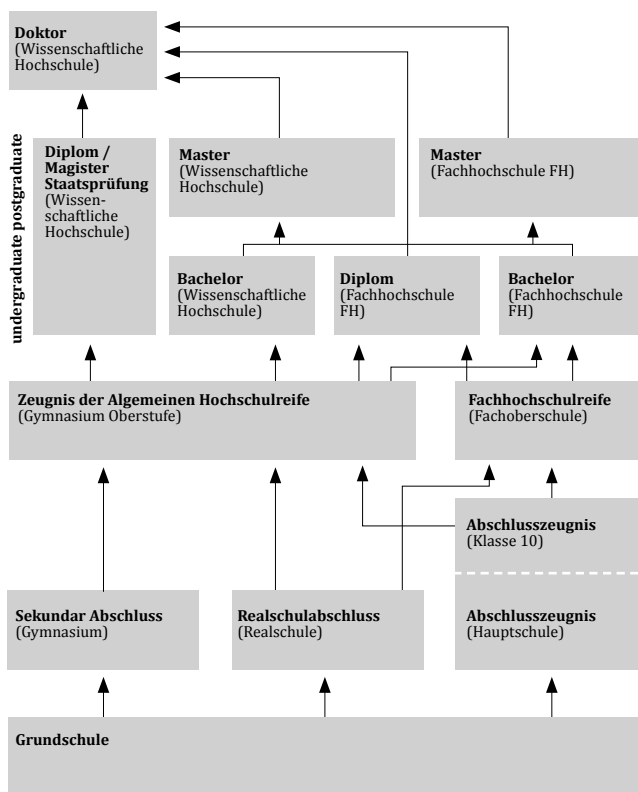 Doktor
(Wissenschaftliche
Hochschule)
undergraduate postgraduate
Diplom /
Magister
Staatsprüfung
(Wissen-
schaftliche
Hochschule)
Master
(Wissenschaftliche
Hochschule)
Master
(Fachhochschule FH)
Bachelor
(Wissenschaftliche
Hochschule)
Diplom
(Fachhochschule
FH)
Bachelor
(Fachhochschule
FH)
Zeugnis der Algemeinen Hochschulreife
(Gymnasium Oberstufe)
Fachhochschulreife
(Fachoberschule)
Abschlusszeugnis
(Klasse 10)
Sekundar Abschluss
(Gymnasium)
Realschulabschluss
(Realschule)
Abschlusszeugnis
(Hauptschule)
Grundschule